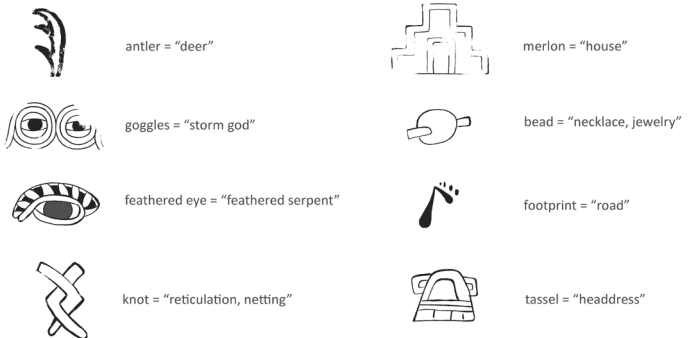 antler = “deer”
merlon = “house”
goggles = “storm god”
bead = “necklace, jewelry”
feathered eye = “feathered serpent”
footprint = “road”
knot = “reticulation, netting”
tassel = “headdress”